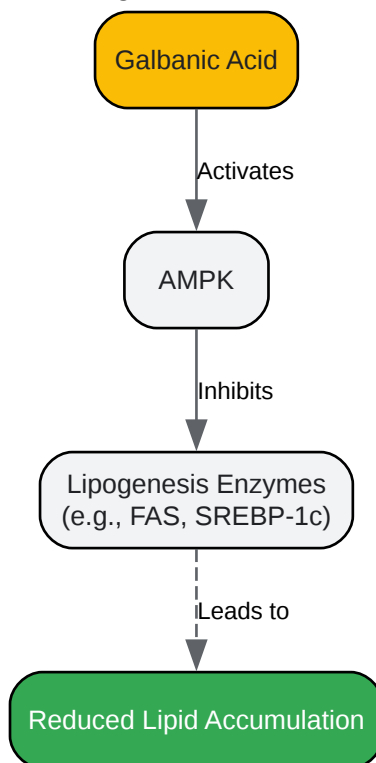 Galbanic Acid
Activates
AMPK
Inhibits
Lipogenesis Enzymes
(e.g., FAS, SREBP-1c)
Leads to
Reduced Lipid Accumulation